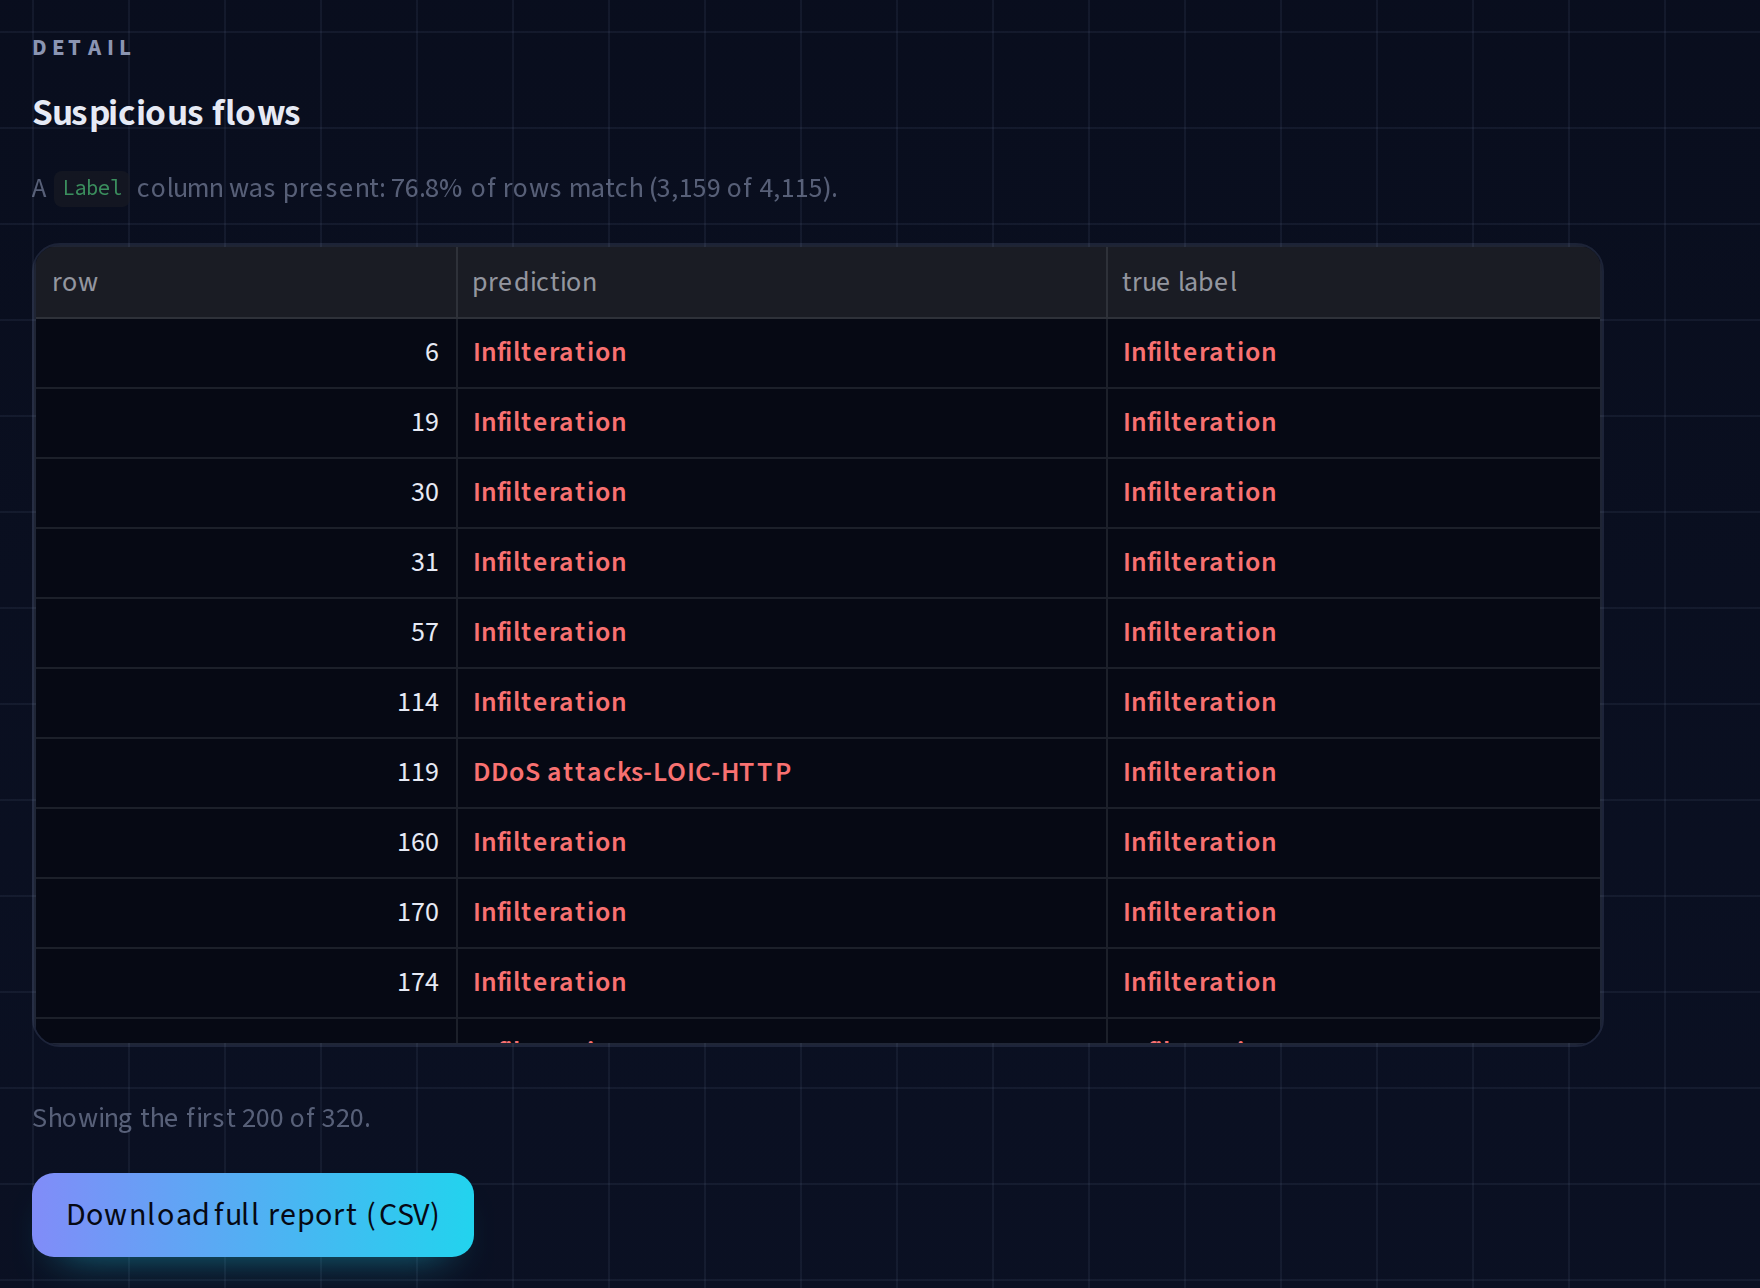 DETAIL
Suspicious flows
A Label column was present: 76.8% of rows match (3,159 of 4,115).
row prediction true label
6 Infilteration Infilteration
19 Infilteration Infilteration
30 Infilteration Infilteration
31 Infilteration Infilteration
57 Infilteration Infilteration
114 Infilteration Infilteration
119 DDoS attacks-LOIC-HTTP Infilteration
160 Infilteration Infilteration
170 Infilteration Infilteration
174 Infilteration Infilteration
Showing the first 200 of 320.
Download full report (CSV)